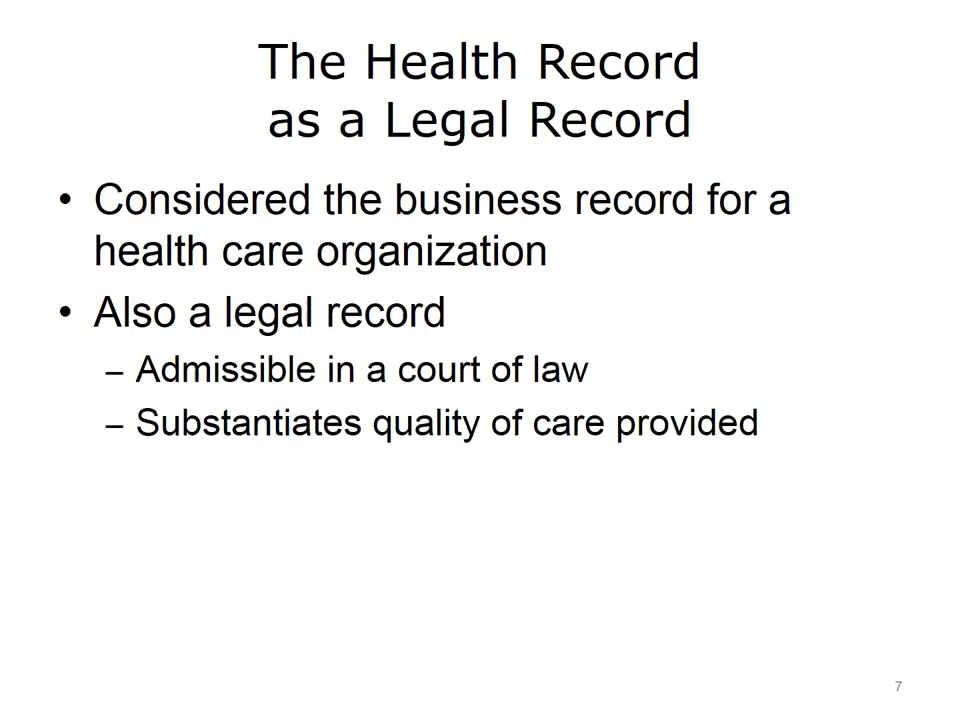 The Health Record
as a Legal Record
• Considered the business record for a
health care organization
• Also a legal record
– Admissible in a court of law
– Substantiates quality of care provided
7